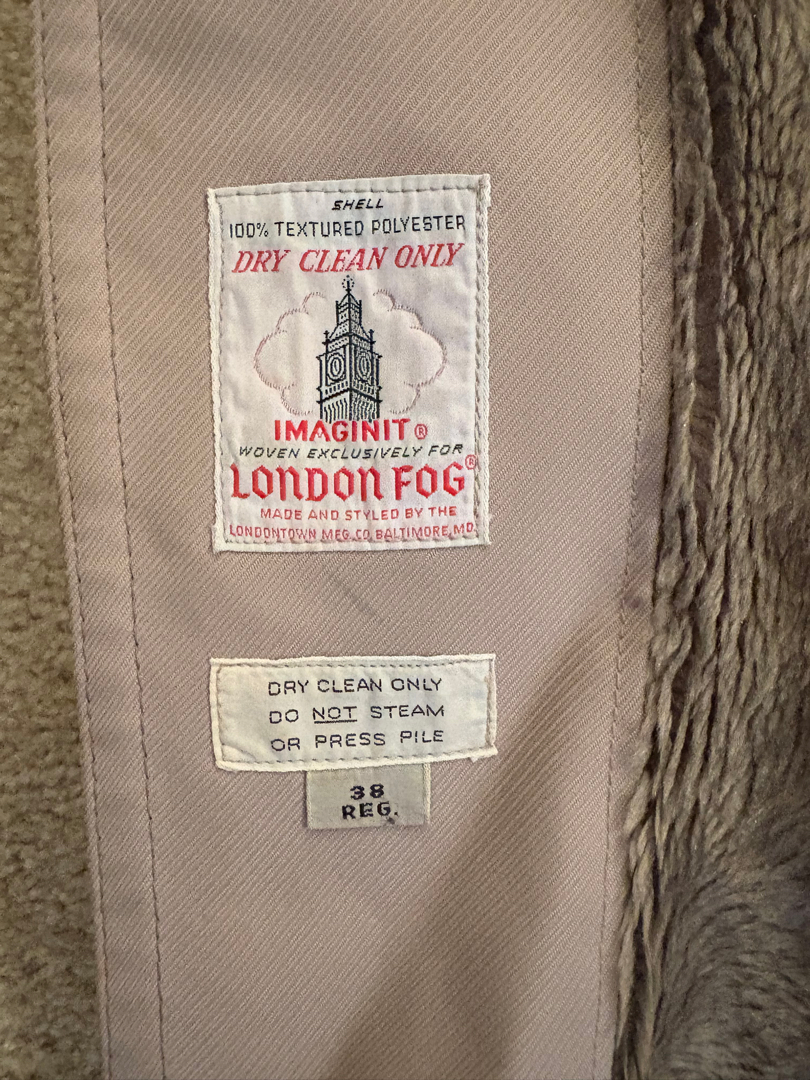 SHELL
100% TEXTURED POLYESTER
DRY CLEAN ONLY
IMAGINIT ®
WOVEN EXCLUSIVELY FOR
LONDON FOG®
MADE AND STYLED BY THE
LONDONTOWN MFG. CO. BALTIMORE, MD.
DRY CLEAN ONLY
DO NOT STEAM
OR PRESS PILE
38
REG.